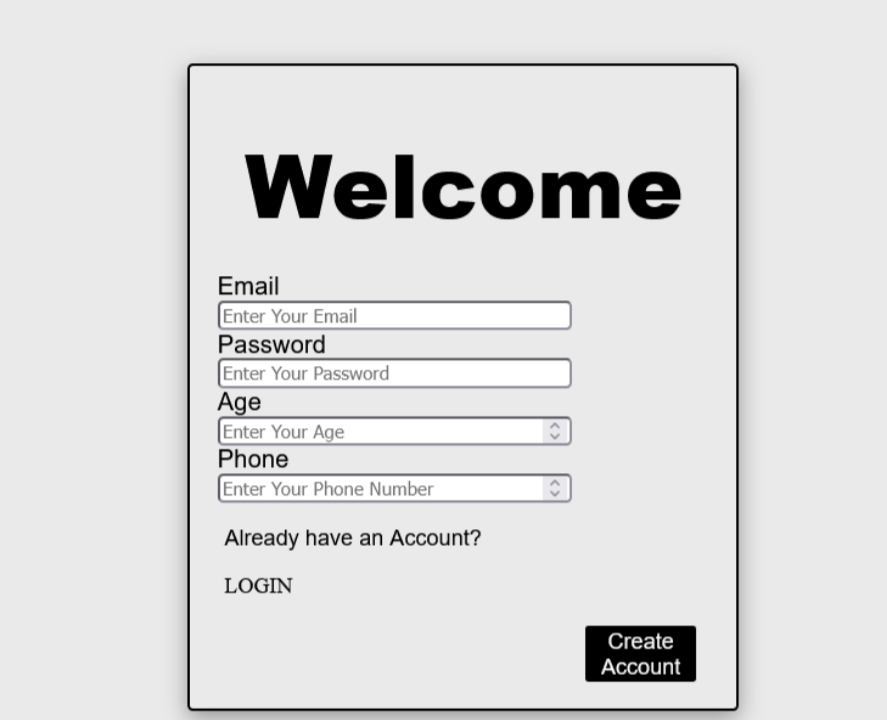 Welcome
Email
Enter Your Email
Password
Enter Your Password
Age
Enter Your Age
Phone
Enter Your Phone Number
Already have an Account?
LOGIN
Create
Account